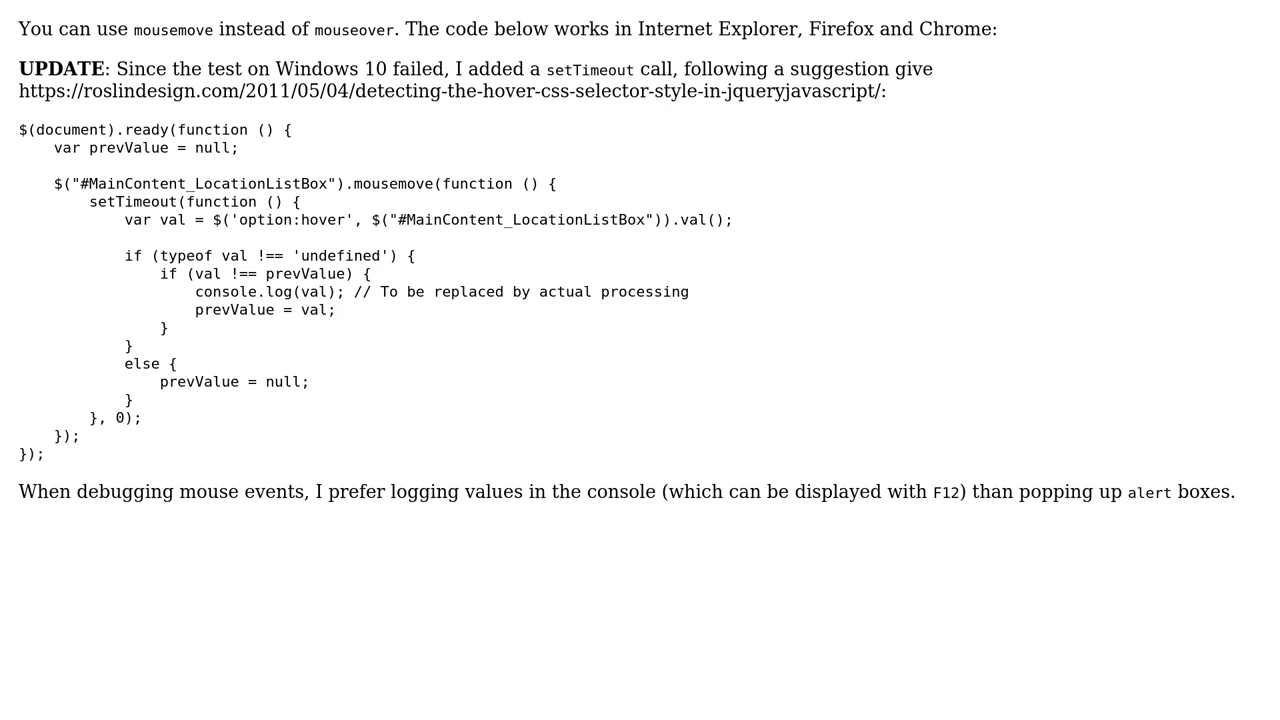 You can use mousemove instead of mouseover. The code below works in Internet Explorer, Firefox and Chrome:
UPDATE: Since the test on Windows 10 failed, I added a setTimeout call, following a suggestion give
https://roslindesign.com/2011/05/04/detecting-the-hover-css-selector-style-in-jqueryjavascript/:
$(document).ready(function () {
    var prevValue = null;

    $("#MainContent_LocationListBox").mousemove(function () {
        setTimeout(function () {
            var val = $('option:hover', $("#MainContent_LocationListBox")).val();

            if (typeof val !== 'undefined') {
                if (val !== prevValue) {
                    console.log(val); // To be replaced by actual processing
                    prevValue = val;
                }
            }
            else {
                prevValue = null;
            }
        }, 0);
    });
});
When debugging mouse events, I prefer logging values in the console (which can be displayed with F12) than popping up alert boxes.